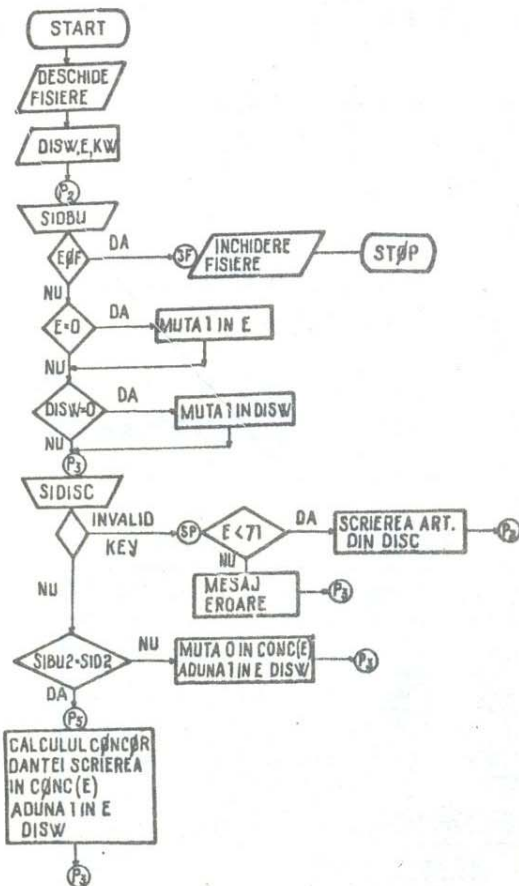 START
DESCHIDE
FISIERE
DISW,E,KW
P2
SIDBU
EØF
DA
SF
INCHIDERE
FISIERE
STØP
NU
E=0
DA
MUTA 1 IN E
NU
DISW=0
DA
MUTA 1 IN DISW
NU
P3
SIDISC
INVALID
KEY
SP
E<71
DA
SCRIEREA ART.
DIN DISC
P2
NU
MESAJ
EROARE
P3
NU
SIBU2=SID2
NU
MUTA 0 IN CONC(E)
ADUNA 1 IN E DISW
P3
DA
P5
CALCULUL CØNCØR
DANTEI SCRIEREA
IN CØNC(E)
ADUNA 1 IN E
DISW
P3